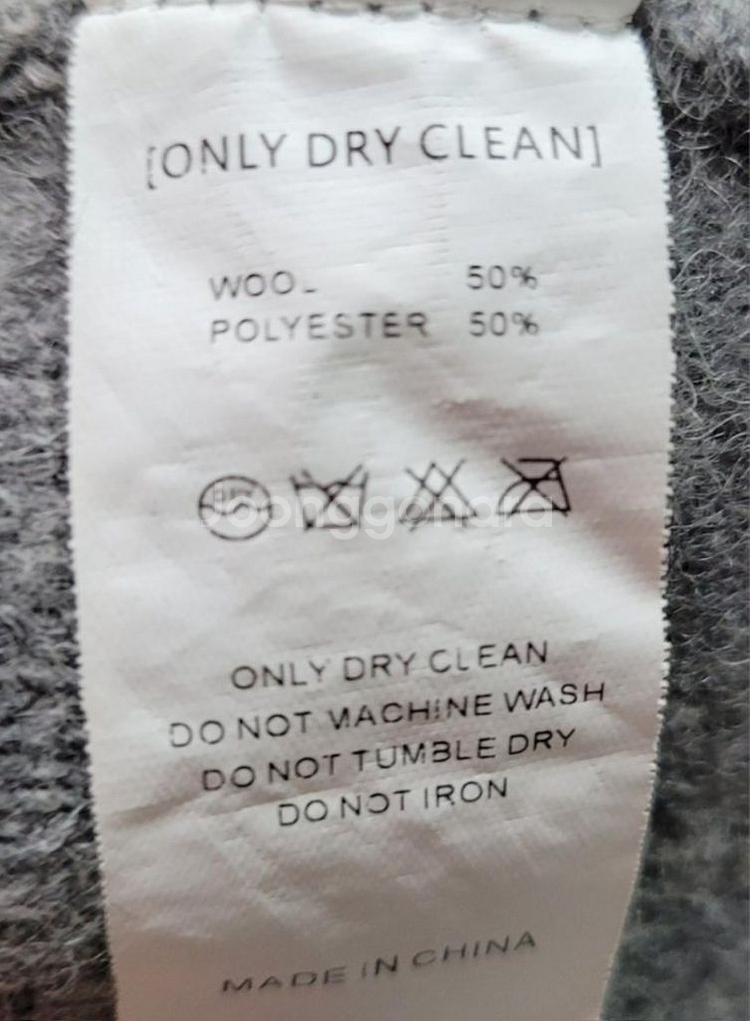 [ONLY DRY CLEAN]
WOOL 50%
POLYESTER 50%
joonggonara
ONLY DRY CLEAN
DO NOT MACHINE WASH
DO NOT TUMBLE DRY
DO NOT IRON
MADE IN CHINA